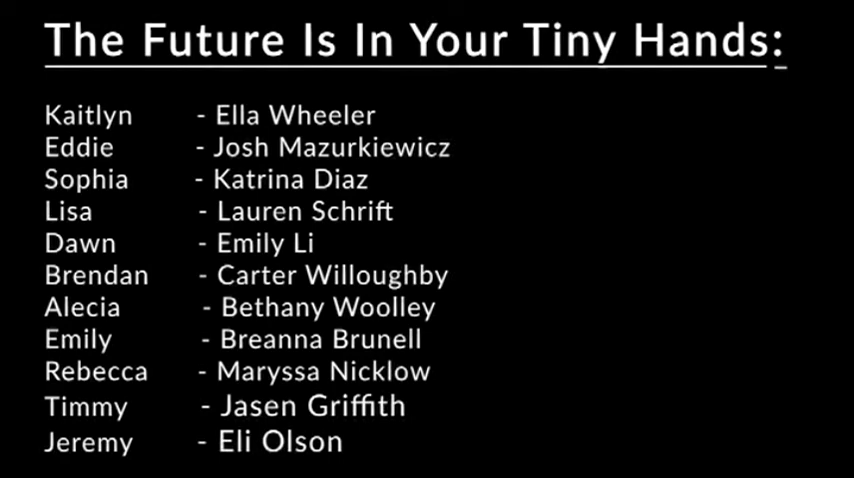 The Future Is In Your Tiny Hands:
Kaitlyn - Ella Wheeler
Eddie - Josh Mazurkiewicz
Sophia - Katrina Diaz
Lisa - Lauren Schrift
Dawn - Emily Li
Brendan - Carter Willoughby
Alecia - Bethany Woolley
Emily - Breanna Brunell
Rebecca - Maryssa Nicklow
Timmy - Jasen Griffith
Jeremy - Eli Olson